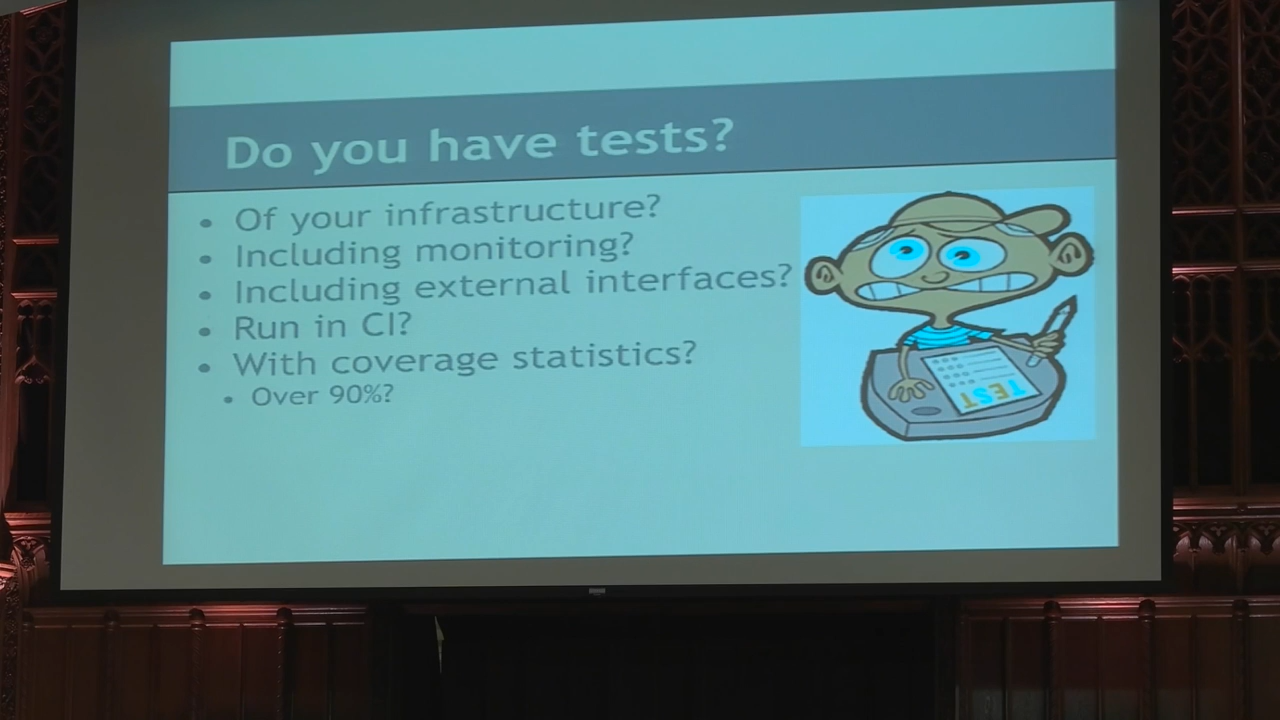 Do you have tests?
• Of your infrastructure?
• Including monitoring?
• Including external interfaces?
• Run in CI?
• With coverage statistics?
• Over 90%?
TEST